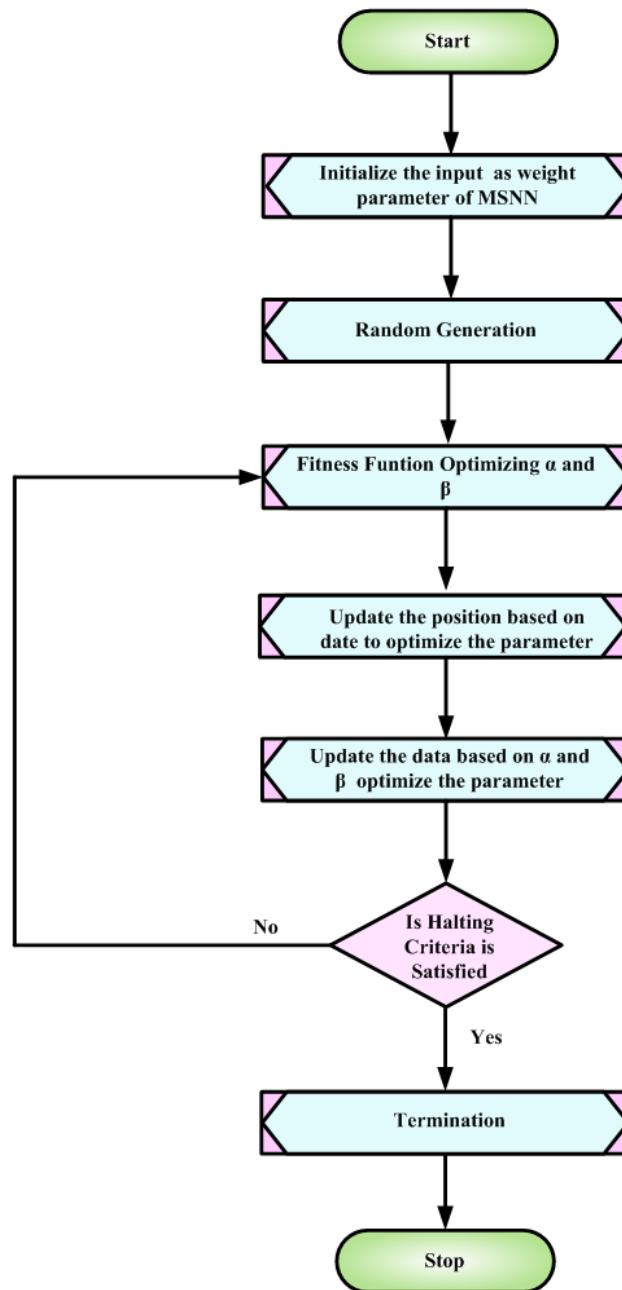 Start
Initialize the input as weight
parameter of MSNN
Random Generation
Fitness Funtion Optimizing α and
β
Update the position based on
date to optimize the parameter
Update the data based on α and
β optimize the parameter
Is Halting
Criteria is
Satisfied
No
Yes
Termination
Stop